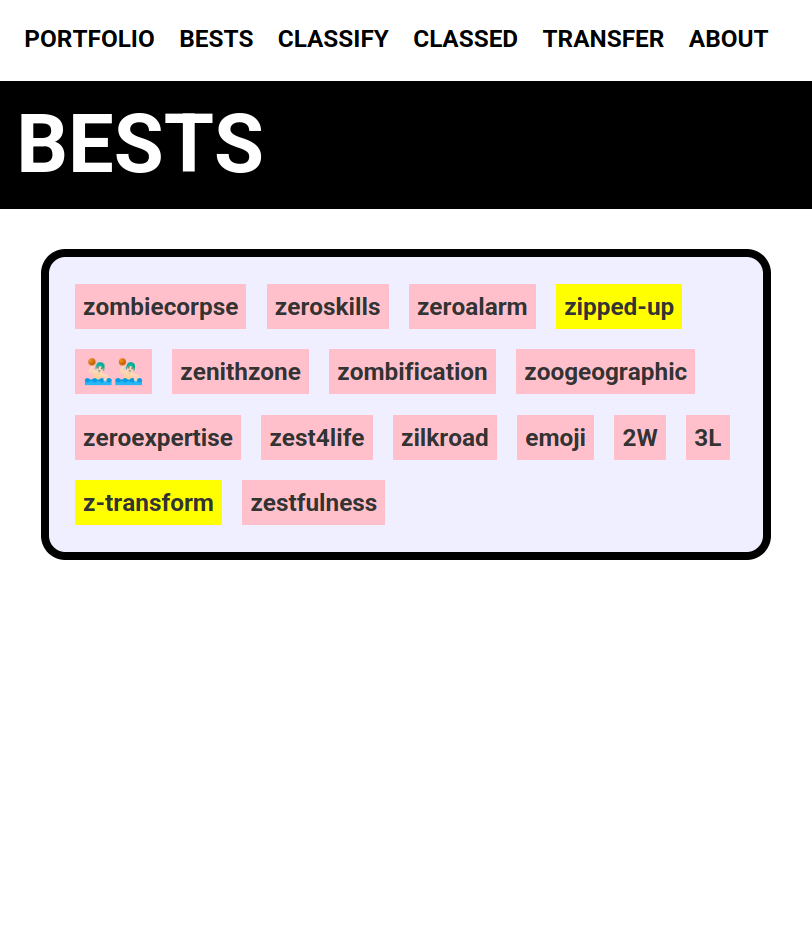 PORTFOLIO BESTS CLASSIFY CLASSED TRANSFER ABOUT
BESTS
zombiecorpse zeroskills zeroalarm zipped-up
🤽🏻‍♂️🤽🏻‍♂️ zenithzone zombification zoogeographic
zeroexpertise zest4life zilkroad emoji 2W 3L
z-transform zestfulness